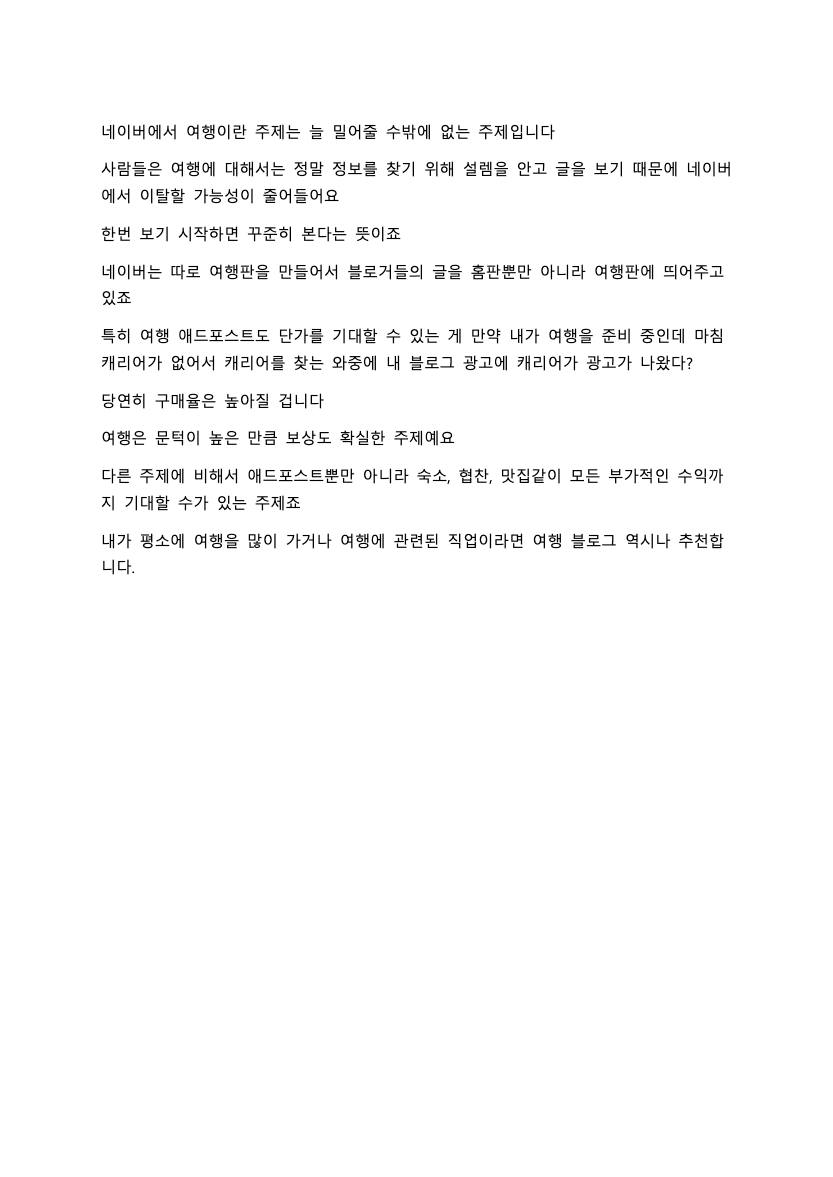 네이버에서 여행이란 주제는 늘 밀어줄 수밖에 없는 주제입니다
사람들은 여행에 대해서는 정말 정보를 찾기 위해 설렘을 안고 글을 보기 때문에 네이버
에서 이탈할 가능성이 줄어들어요
한번 보기 시작하면 꾸준히 본다는 뜻이죠
네이버는 따로 여행판을 만들어서 블로거들의 글을 홈판뿐만 아니라 여행판에 띄어주고
있죠
특히 여행 애드포스트도 단가를 기대할 수 있는 게 만약 내가 여행을 준비 중인데 마침
캐리어가 없어서 캐리어를 찾는 와중에 내 블로그 광고에 캐리어가 광고가 나왔다?
당연히 구매율은 높아질 겁니다
여행은 문턱이 높은 만큼 보상도 확실한 주제예요
다른 주제에 비해서 애드포스트뿐만 아니라 숙소, 협찬, 맛집같이 모든 부가적인 수익까
지 기대할 수가 있는 주제죠
내가 평소에 여행을 많이 가거나 여행에 관련된 직업이라면 여행 블로그 역시나 추천합
니다.